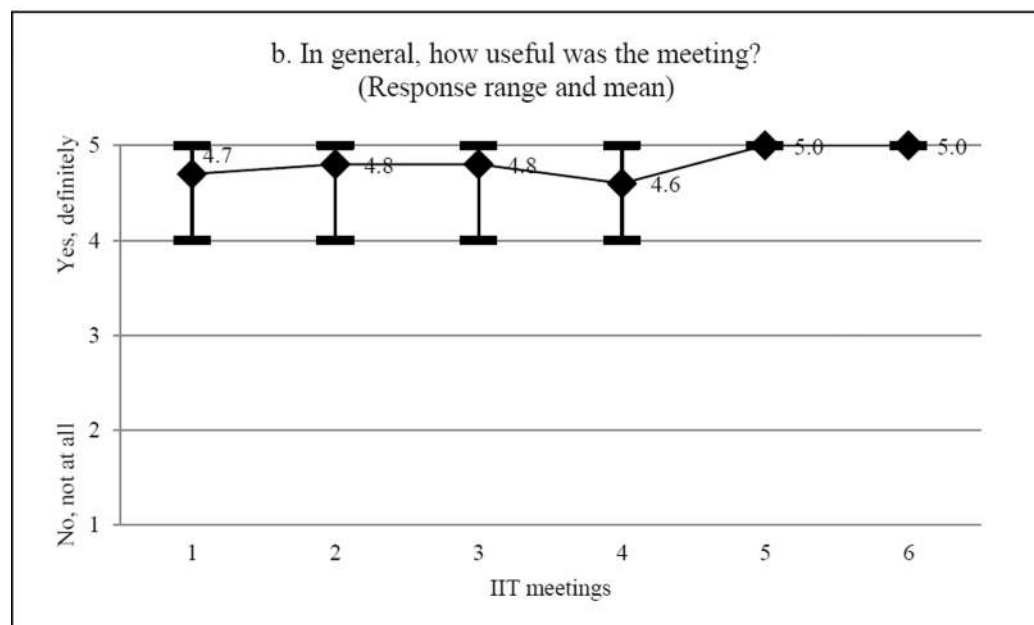 b. In general, how useful was the meeting?
(Response range and mean)
Yes, definitely
No, not at all
5
4
3
2
1
4.7
4.8
4.8
4.6
5.0
5.0
1 2 3 4 5 6
IIT meetings